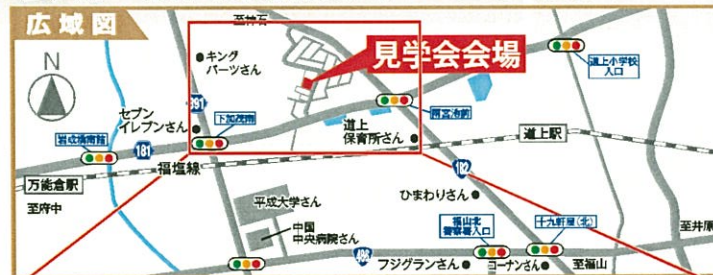 広域図
至神石
N
キング
パーツさん
見学会会場
道上小学校
入口
391
セブン
イレブンさん
下加茂南
雨宮池前
道上
保育所さん
道上駅
岩成橋南詰
181
福塩線
182
万能倉駅
至府中
ひまわりさん
平成大学さん
中国
中央病院さん
福山北
警察署入口
十九軒屋(北)
至井原
486
フジグランさん
コーナンさん
至福山